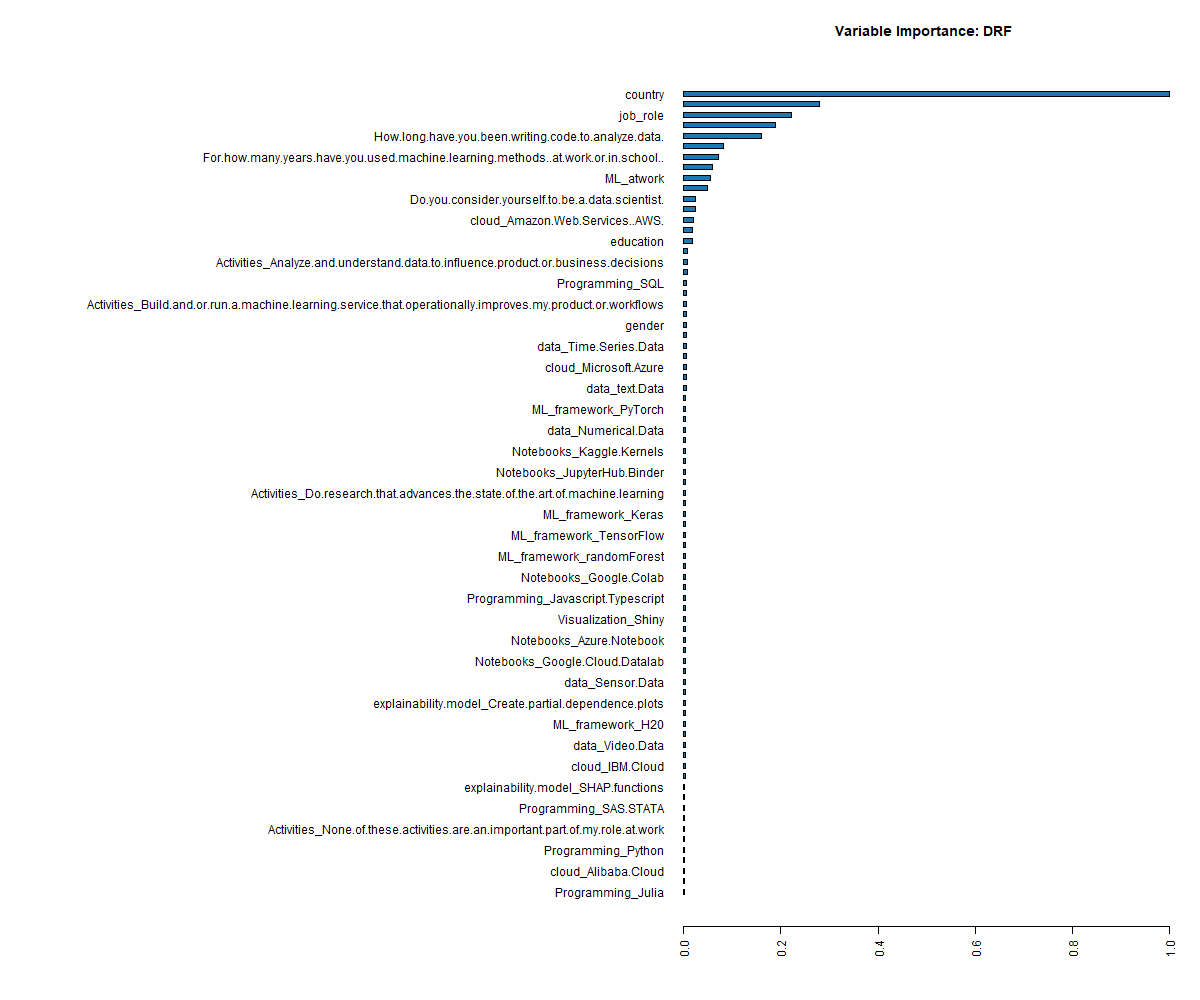 Variable Importance: DRF
country
job_role
How.long.have.you.been.writing.code.to.analyze.data.
For.how.many.years.have.you.used.machine.learning.methods..at.work.or.in.school..
ML_atwork
Do.you.consider.yourself.to.be.a.data.scientist.
cloud_Amazon.Web.Services..AWS.
education
Activities_Analyze.and.understand.data.to.influence.product.or.business.decisions
Programming_SQL
Activities_Build.and.or.run.a.machine.learning.service.that.operationally.improves.my.product.or.workflows
gender
data_Time.Series.Data
cloud_Microsoft.Azure
data_text.Data
ML_framework_PyTorch
data_Numerical.Data
Notebooks_Kaggle.Kernels
Notebooks_JupyterHub.Binder
Activities_Do.research.that.advances.the.state.of.the.art.of.machine.learning
ML_framework_Keras
ML_framework_TensorFlow
ML_framework_randomForest
Notebooks_Google.Colab
Programming_Javascript.Typescript
Visualization_Shiny
Notebooks_Azure.Notebook
Notebooks_Google.Cloud.Datalab
data_Sensor.Data
explainability.model_Create.partial.dependence.plots
ML_framework_H20
data_Video.Data
cloud_IBM.Cloud
explainability.model_SHAP.functions
Programming_SAS.STATA
Activities_None.of.these.activities.are.an.important.part.of.my.role.at.work
Programming_Python
cloud_Alibaba.Cloud
Programming_Julia
0.0
0.2
0.4
0.6
0.8
1.0